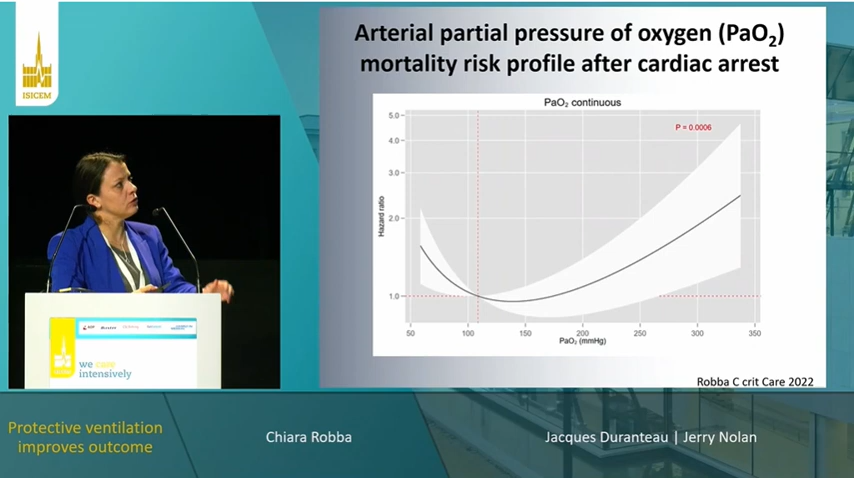 ISICEM
Arterial partial pressure of oxygen (PaO₂)
mortality risk profile after cardiac arrest
PaO₂ continuous
P = 0.0006
Hazard ratio
5.0
4.0
3.0
2.0
1.0
50
100
150
200
250
300
350
PaO₂ (mmHg)
Robba C crit Care 2022
we care
intensively
Protective ventilation
improves outcome
Chiara Robba
Jacques Duranteau | Jerry Nolan